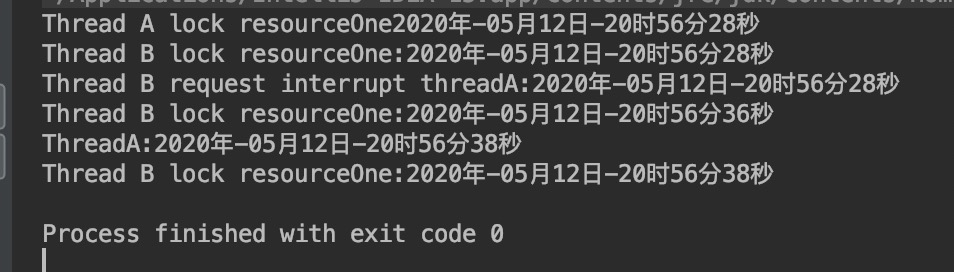 Thread A lock resourceOne2020年-05月12日-20时56分28秒
Thread B lock resourceOne:2020年-05月12日-20时56分28秒
Thread B request interrupt threadA:2020年-05月12日-20时56分28秒
Thread B lock resourceOne:2020年-05月12日-20时56分36秒
ThreadA:2020年-05月12日-20时56分38秒
Thread B lock resourceOne:2020年-05月12日-20时56分38秒
Process finished with exit code 0